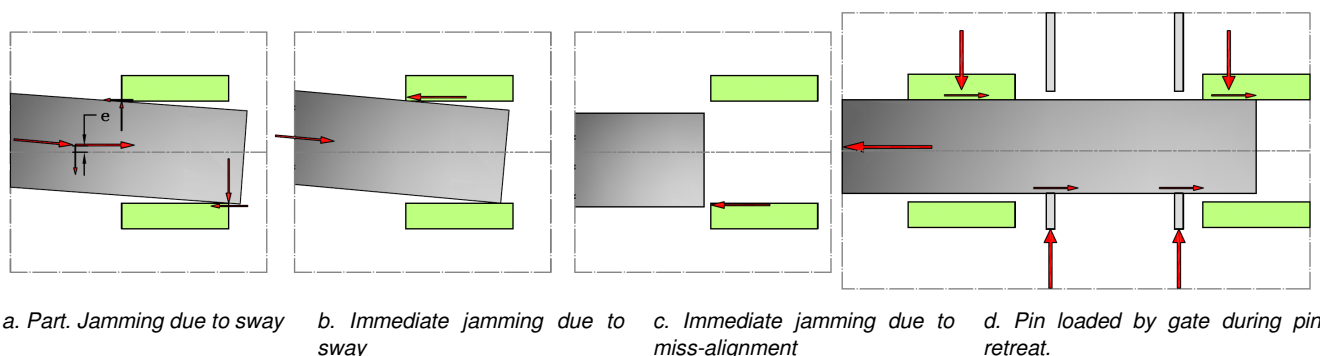 e
a. Part. Jamming due to sway
b. Immediate jamming due to
sway
c. Immediate jamming due to
miss-alignment
d. Pin loaded by gate during pin
retreat.